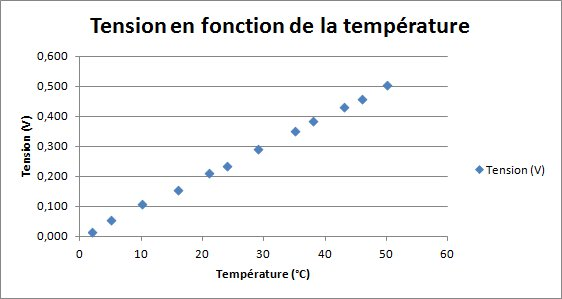 Tension en fonction de la température
0,600
0,500
0,400
0,300
0,200
0,100
0,000
Tension (V)
0 10 20 30 40 50 60
Température (°C)
Tension (V)